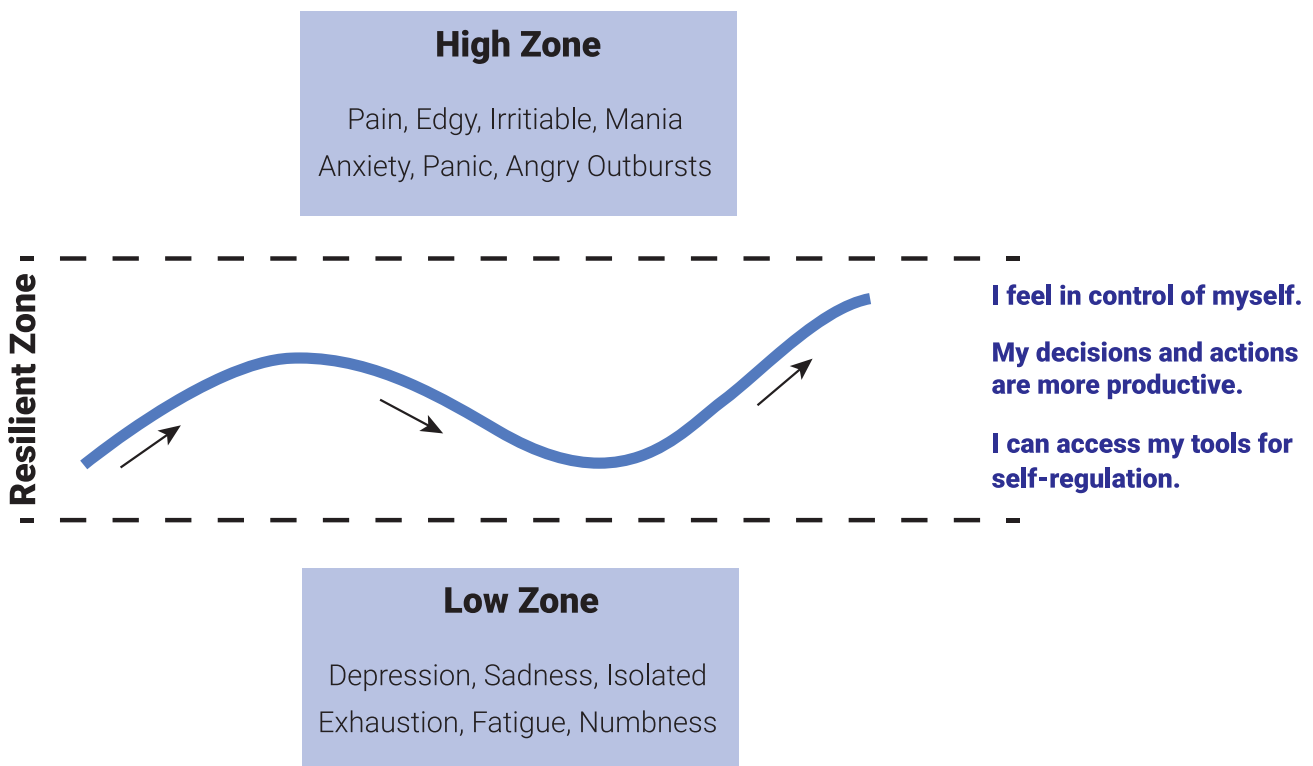 High Zone
Pain, Edgy, Irritiable, Mania
Anxiety, Panic, Angry Outbursts
Resilient Zone
I feel in control of myself.
My decisions and actions
are more productive.
I can access my tools for
self-regulation.
Low Zone
Depression, Sadness, Isolated
Exhaustion, Fatigue, Numbness